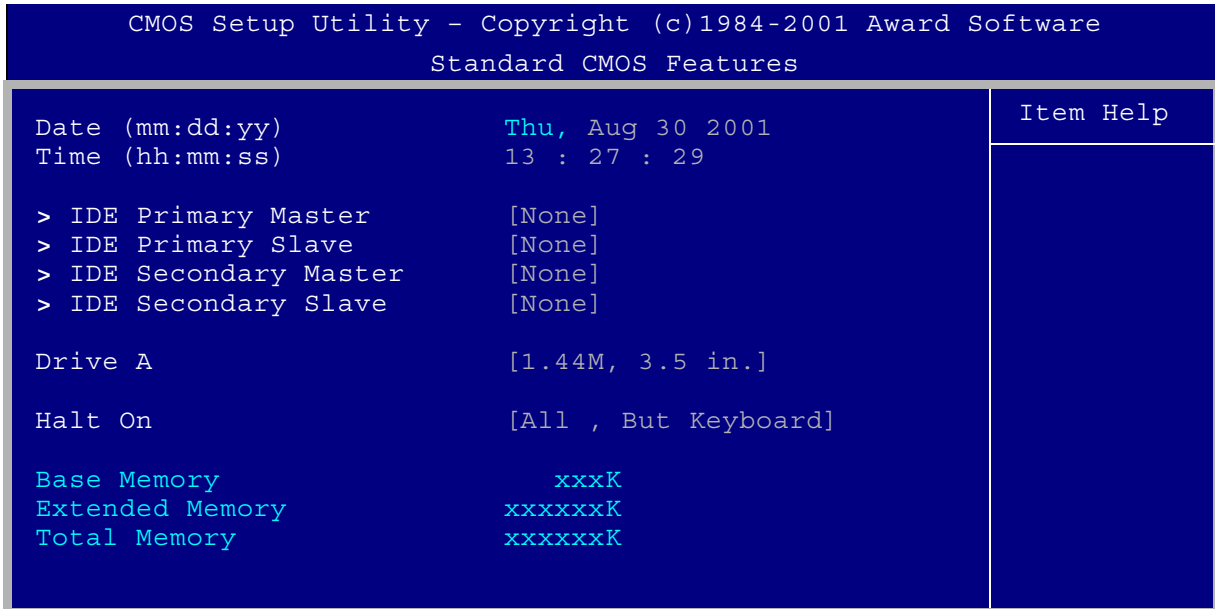 CMOS Setup Utility – Copyright (c)1984-2001 Award Software
Standard CMOS Features
Item Help
Date (mm:dd:yy) Thu, Aug 30 2001
Time (hh:mm:ss) 13 : 27 : 29
> IDE Primary Master [None]
> IDE Primary Slave [None]
> IDE Secondary Master [None]
> IDE Secondary Slave [None]
Drive A [1.44M, 3.5 in.]
Halt On [All , But Keyboard]
Base Memory xxxK
Extended Memory xxxxxxK
Total Memory xxxxxxK